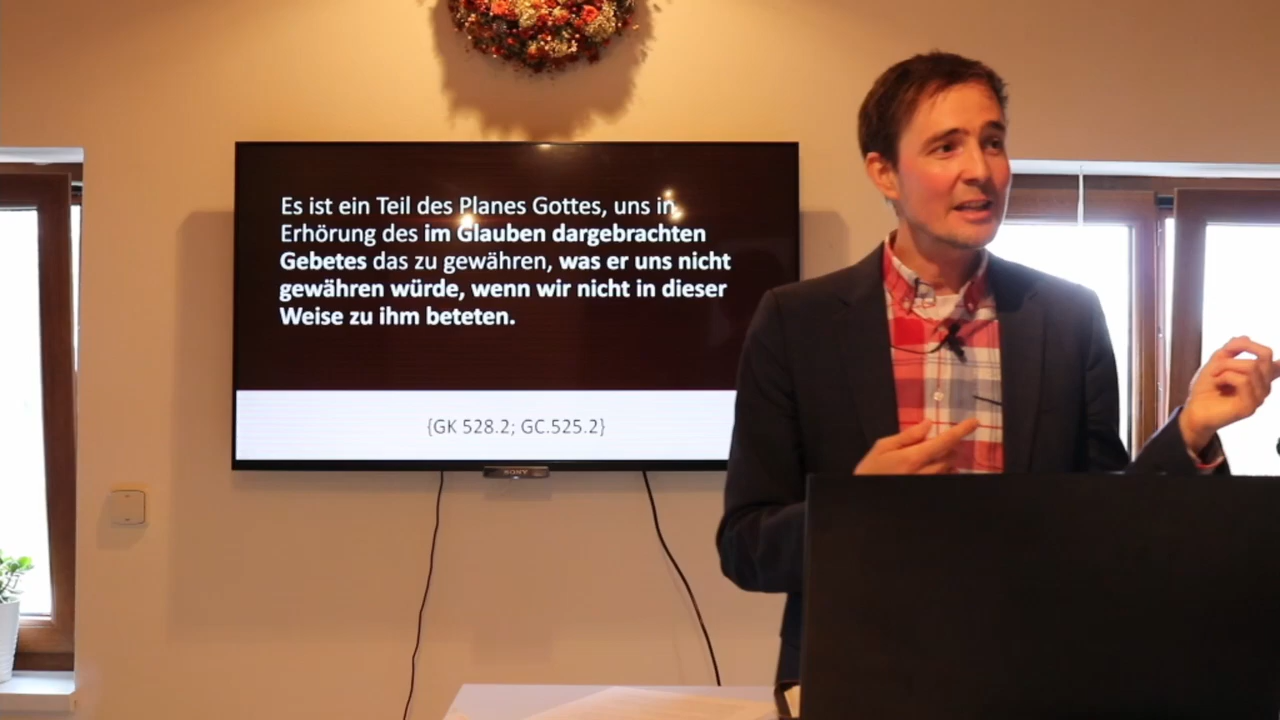 Es ist ein Teil des Planes Gottes, uns in
Erhörung des im Glauben dargebrachten
Gebetes das zu gewähren, was er uns nicht
gewähren würde, wenn wir nicht in dieser
Weise zu ihm beteten.
{GK 528.2; GC.525.2}
SONY